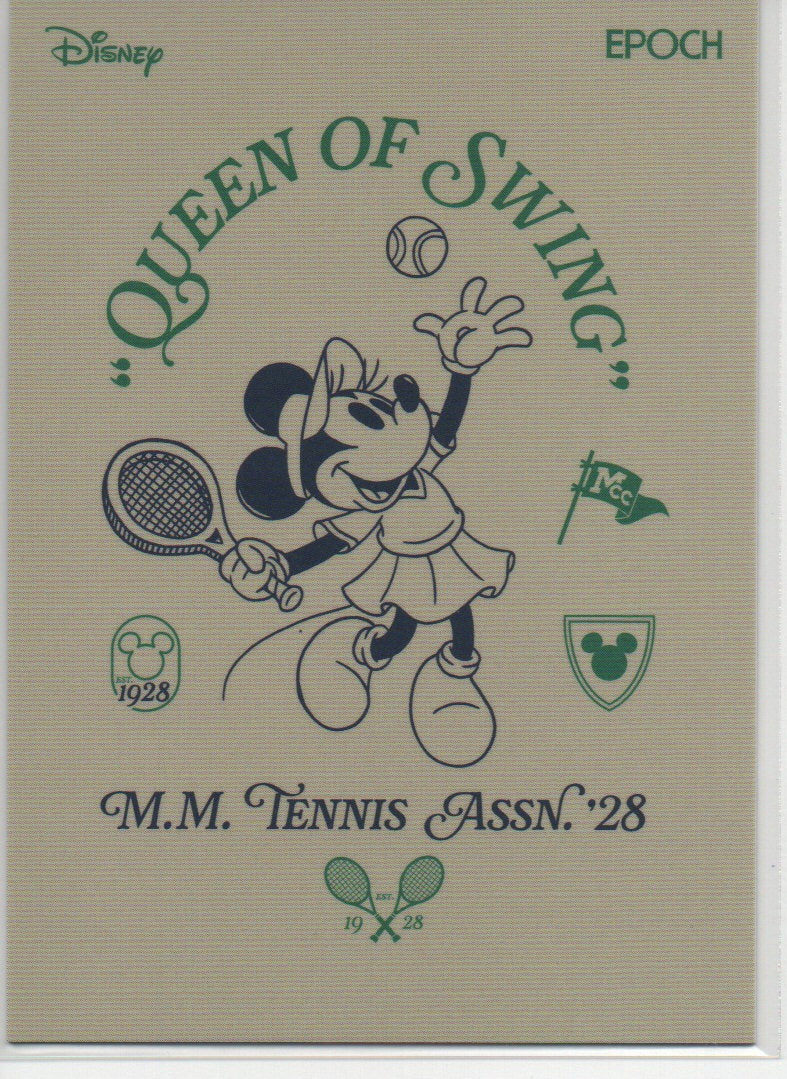 Disney
EPOCH
"QUEEN OF SWING"
MCC
EST.
1928
M.M. TENNIS ASSN. '28
EST.
19 28